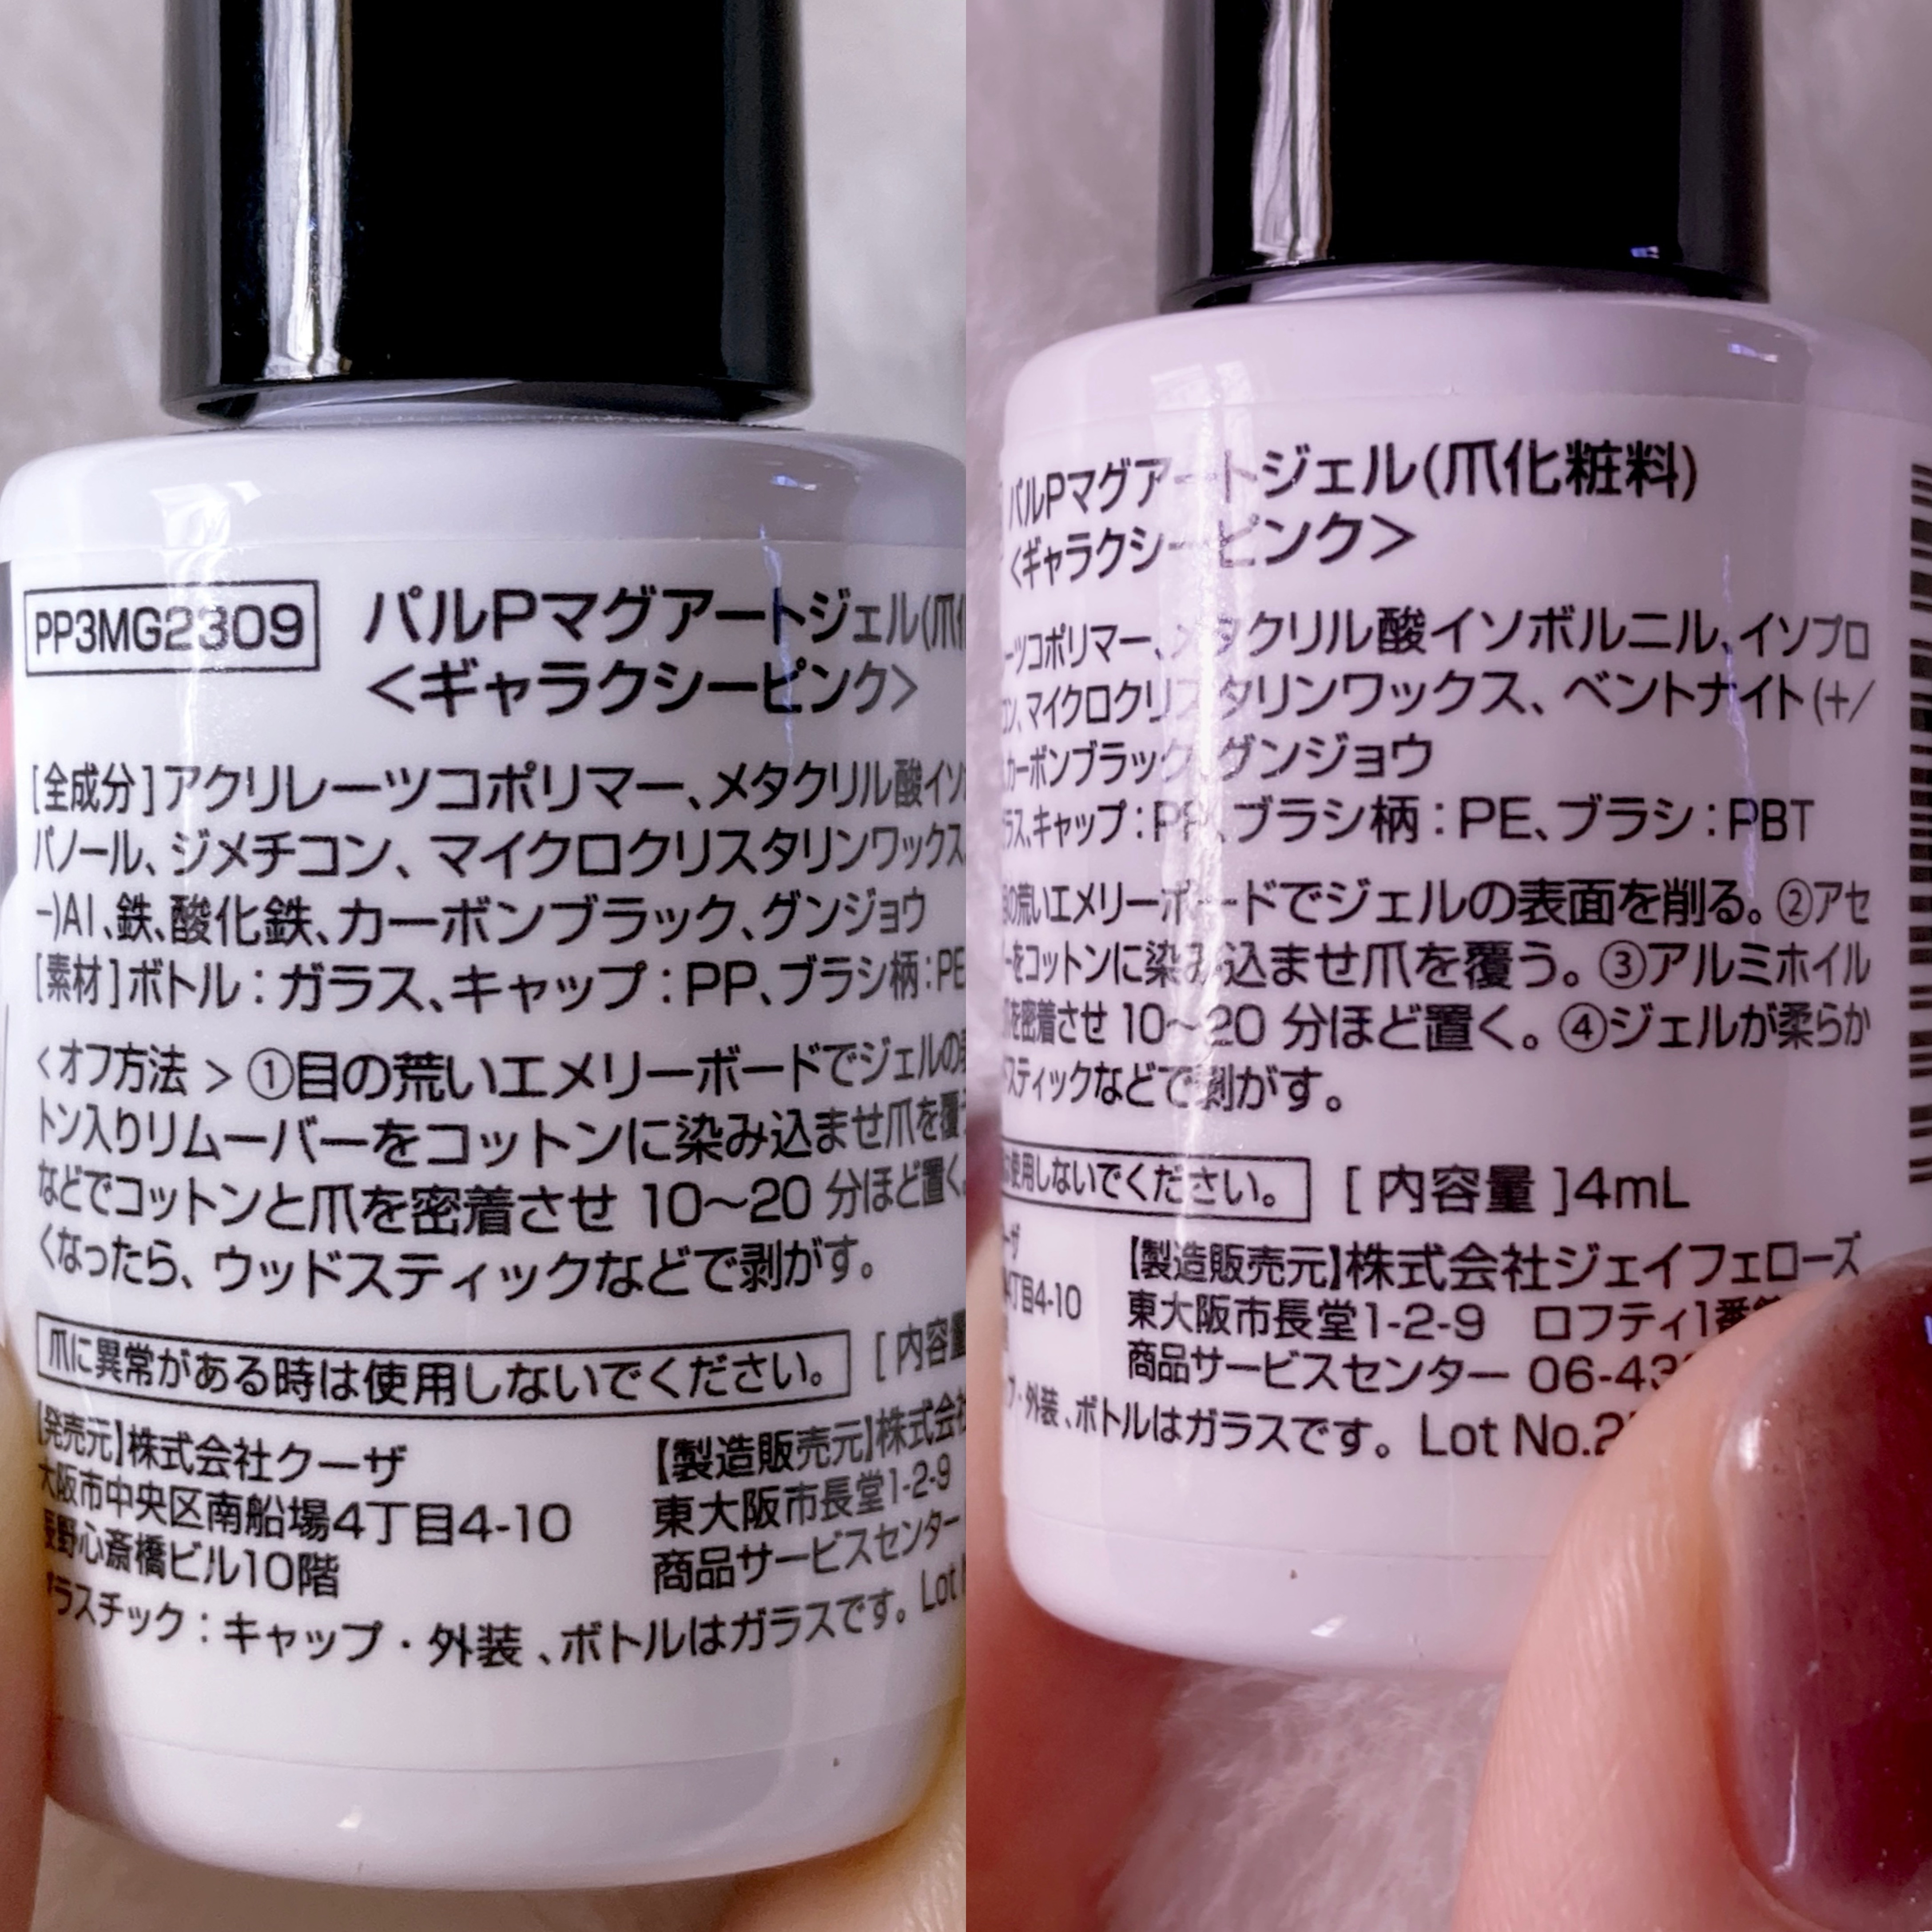 PP3MG2309
パルPマグアートジェル(爪化
<ギャラクシーピンク>
[全成分]アクリレーツコポリマー、メタクリル酸イソ
パノール、ジメチコン、マイクロクリスタリンワックス、
-)Al、鉄、酸化鉄、カーボンブラック、グンジョウ
[素材]ボトル:ガラス、キャップ:PP、ブラシ柄:PE
<オフ方法>①目の荒いエメリーボードでジェルの表
トン入りリムーバーをコットンに染み込ませ爪を覆う
などでコットンと爪を密着させ 10〜20 分ほど置く。
くなったら、ウッドスティックなどで剥がす。
爪に異常がある時は使用しないでください。
[内容量
【発売元】株式会社クーザ
大阪市中央区南船場4丁目4-10
長野心斎橋ビル10階
【製造販売元】株式会社
東大阪市長堂1-2-9
商品サービスセンター
プラスチック:キャップ・外装、ボトルはガラスです。Lot
パルPマグアートジェル(爪化粧料)
<ギャラクシーピンク>
ーツコポリマー、メタクリル酸イソボルニル、イソプロ
コン、マイクロクリスタリンワックス、ベントナイト(+/
カーボンブラック、グンジョウ
ラス、キャップ:PP、ブラシ柄:PE、ブラシ:PBT
の荒いエメリーボードでジェルの表面を削る。②アセ
ーをコットンに染み込ませ爪を覆う。③アルミホイル
爪を密着させ 10〜20 分ほど置く。④ジェルが柔らか
スティックなどで剥がす。
使用しないでください。
[内容量]4mL
ーザ
4丁目4-10
【製造販売元】株式会社ジェイフェローズ
東大阪市長堂1-2-9 ロフティ1番
商品サービスセンター 06-43
プ・外装、ボトルはガラスです。Lot No.2